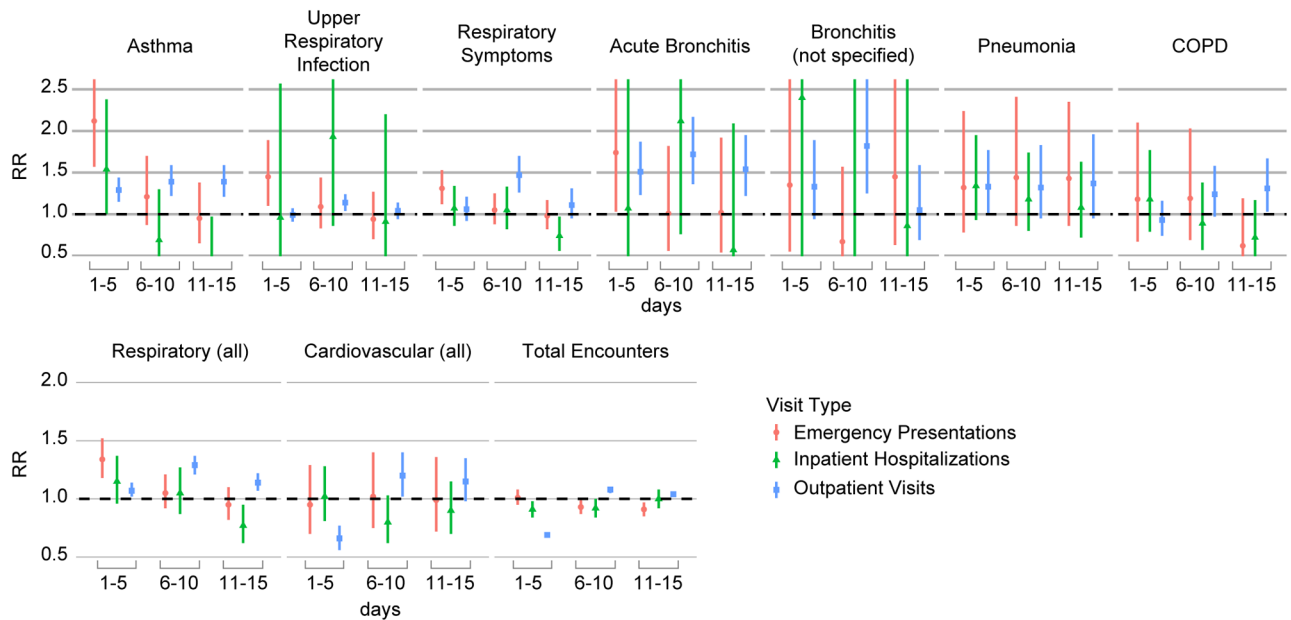 Asthma
Upper
Respiratory
Infection
Respiratory
Symptoms
Acute Bronchitis
Bronchitis
(not specified)
Pneumonia
COPD
RR
2.5
2.0
1.5
1.0
0.5
1-5 6-10 11-15 1-5 6-10 11-15 1-5 6-10 11-15 1-5 6-10 11-15 1-5 6-10 11-15 1-5 6-10 11-15 1-5 6-10 11-15
days
Respiratory (all) Cardiovascular (all) Total Encounters
RR
2.0
1.5
1.0
0.5
1-5 6-10 11-15 1-5 6-10 11-15 1-5 6-10 11-15
days
Visit Type
Emergency Presentations
Inpatient Hospitalizations
Outpatient Visits